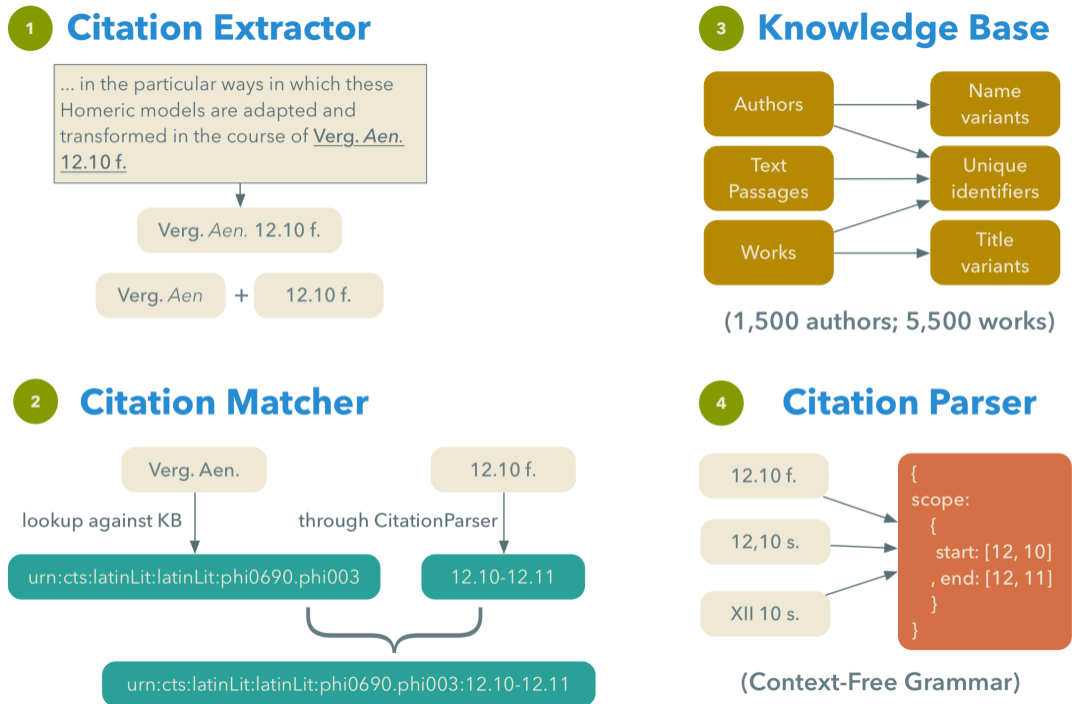 1 Citation Extractor
... in the particular ways in which these
Homeric models are adapted and
transformed in the course of Verg. Aen.
12.10 f.
Verg. Aen. 12.10 f.
Verg. Aen + 12.10 f.
2 Citation Matcher
Verg. Aen.
12.10 f.
lookup against KB
through CitationParser
urn:cts:latinLit:latinLit:phi0690.phi003
12.10-12.11
urn:cts:latinLit:latinLit:phi0690.phi003:12.10-12.11
3 Knowledge Base
Authors
Name
variants
Text
Passages
Unique
identifiers
Works
Title
variants
(1,500 authors; 5,500 works)
4 Citation Parser
12.10 f.
12,10 s.
XII 10 s.
{
scope:
{
start: [12, 10]
, end: [12, 11]
}
}
(Context-Free Grammar)